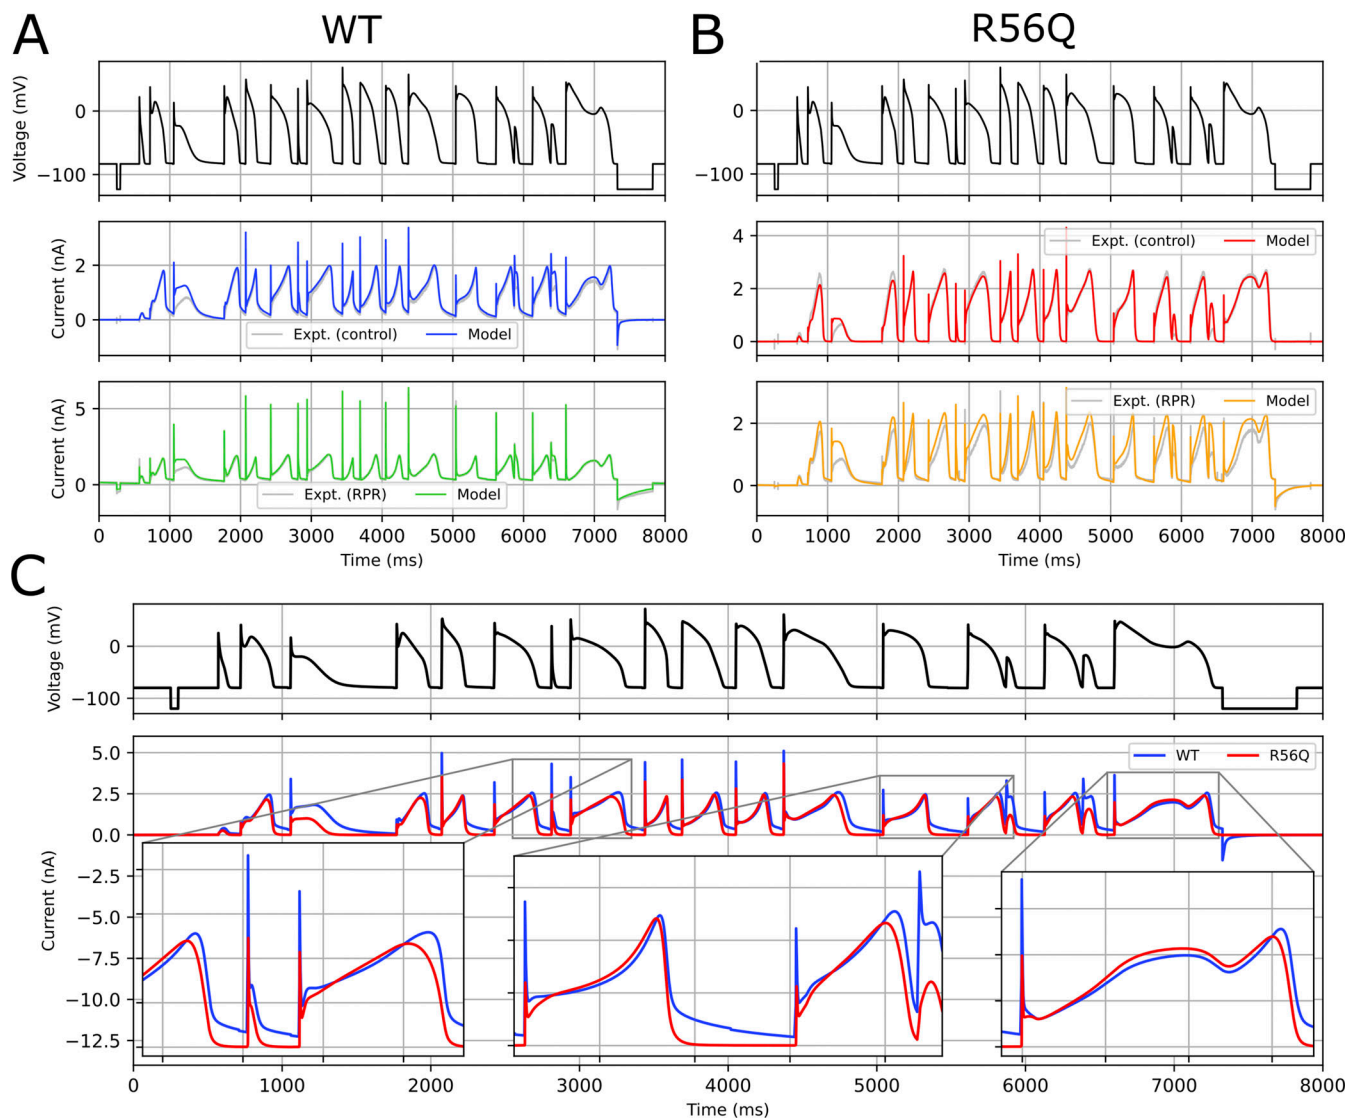 A WT B R56Q
Voltage (mV)
0
−100
0
−100
Current (nA)
2
0
Expt. (control) Model
4
2
0
Expt. (control) Model
Current (nA)
5
0
Expt. (RPR) Model
2
0
Expt. (RPR) Model
0 1000 2000 3000 4000 5000 6000 7000 8000
0 1000 2000 3000 4000 5000 6000 7000 8000
Time (ms) Time (ms)
C
Voltage (mV)
0
−100
WT R56Q
Current (nA)
5.0
2.5
0.0
−2.5
−5.0
−7.5
−10.0
−12.5
0 1000 2000 3000 4000 5000 6000 7000 8000
Time (ms)